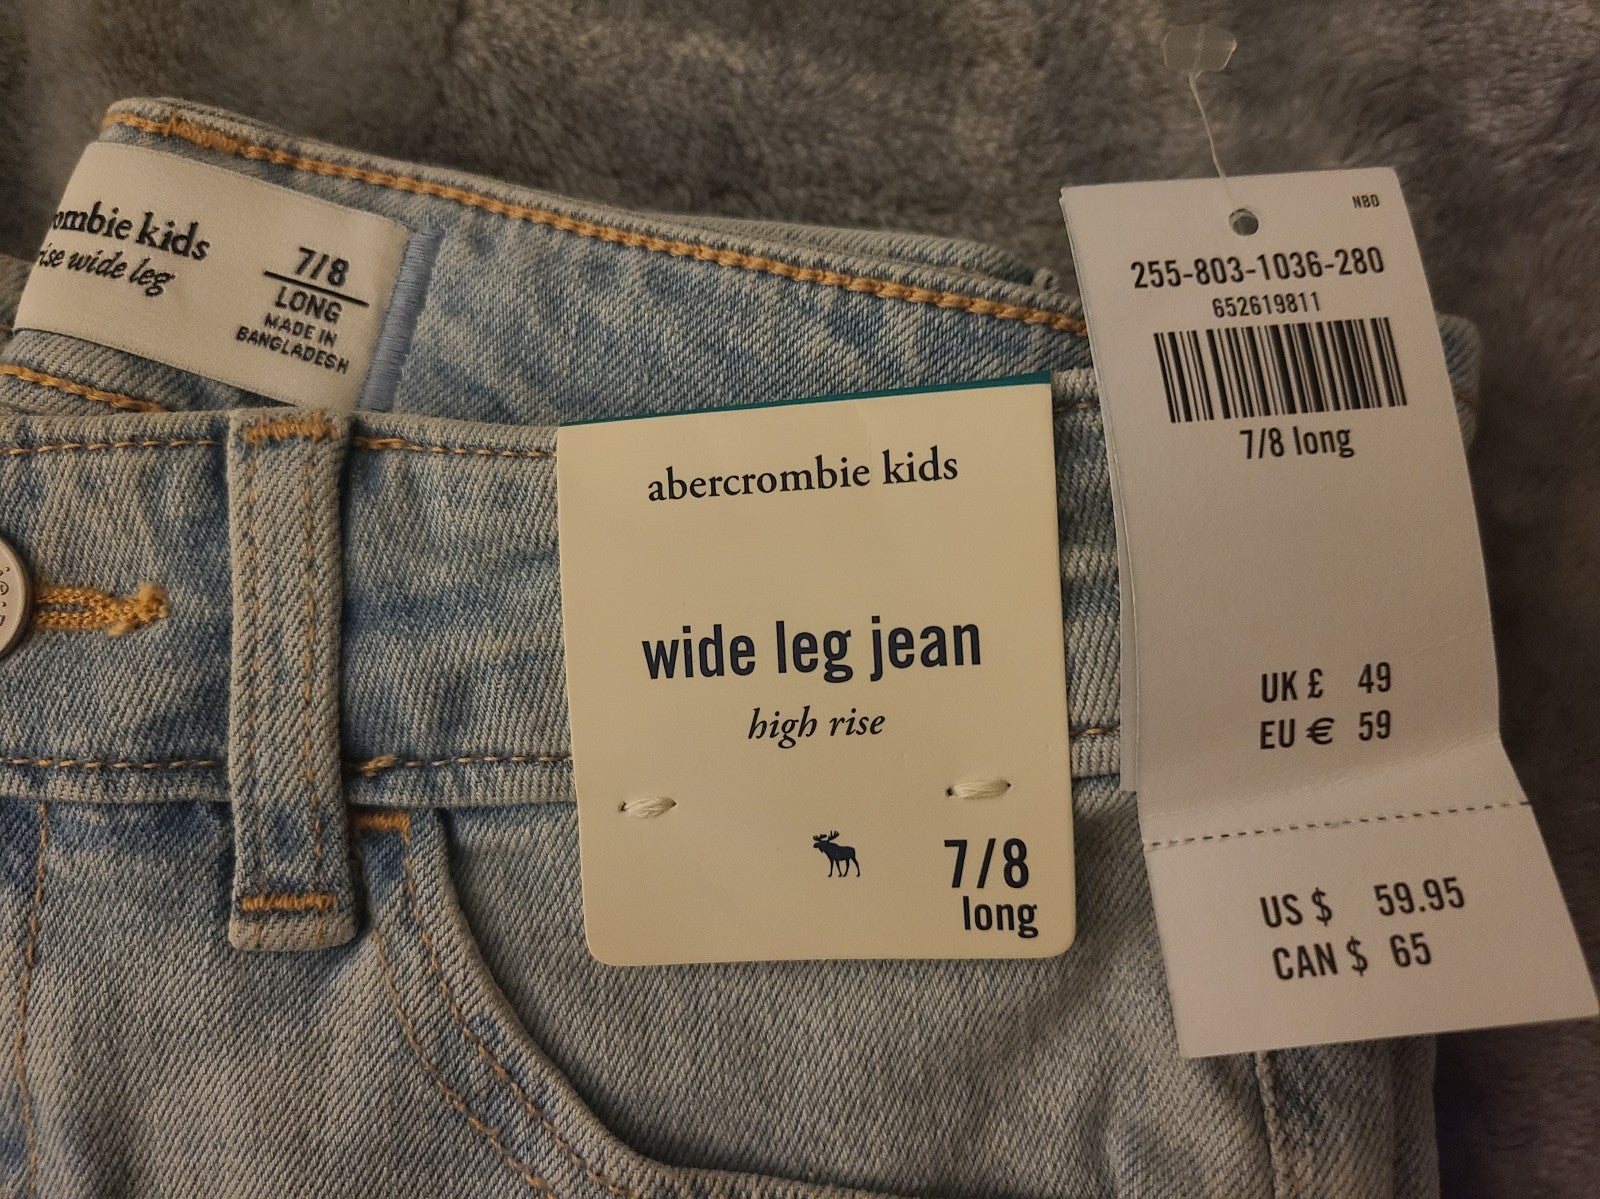 ombie kids
ise wide leg
7/8
LONG
MADE IN
BANGLADESH
abercrombie kids
wide leg jean
high rise
7/8
long
NBD
255-803-1036-280
652619811
7/8 long
UK £ 49
EU € 59
US $ 59.95
CAN $ 65